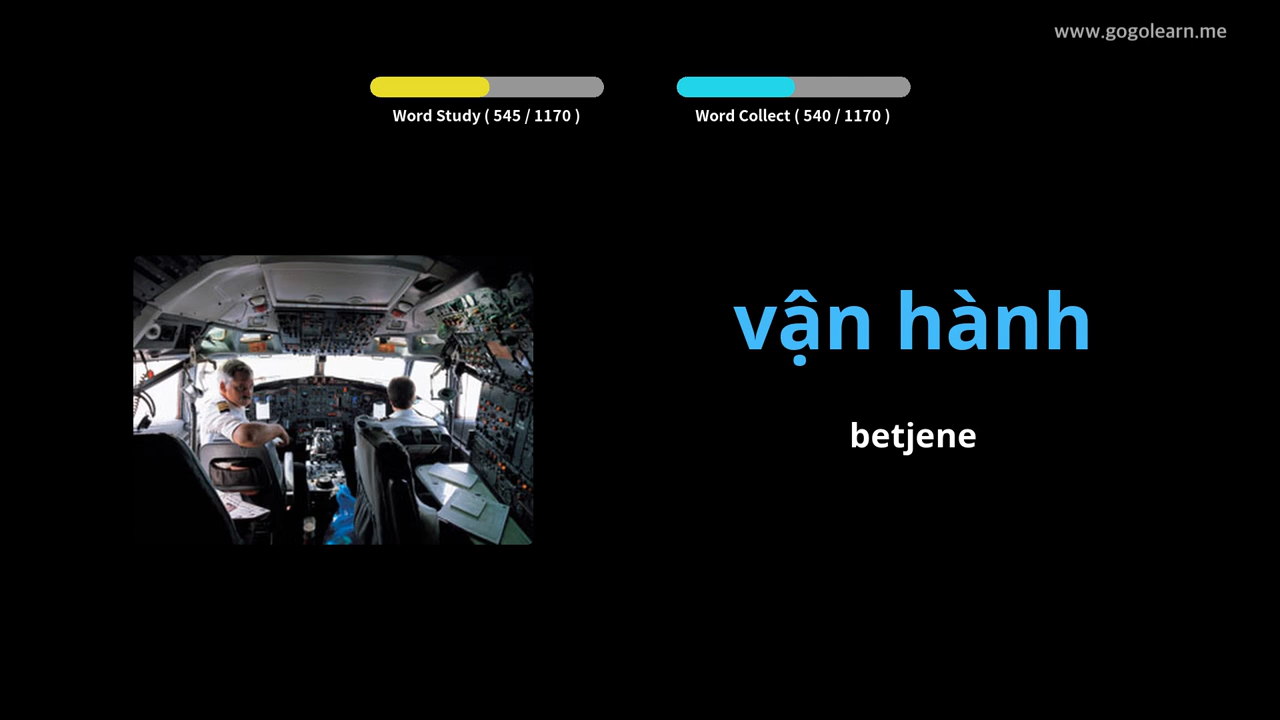 www.gogolearn.me
Word Study ( 545 / 1170 )
Word Collect ( 540 / 1170 )
vận hành
betjene